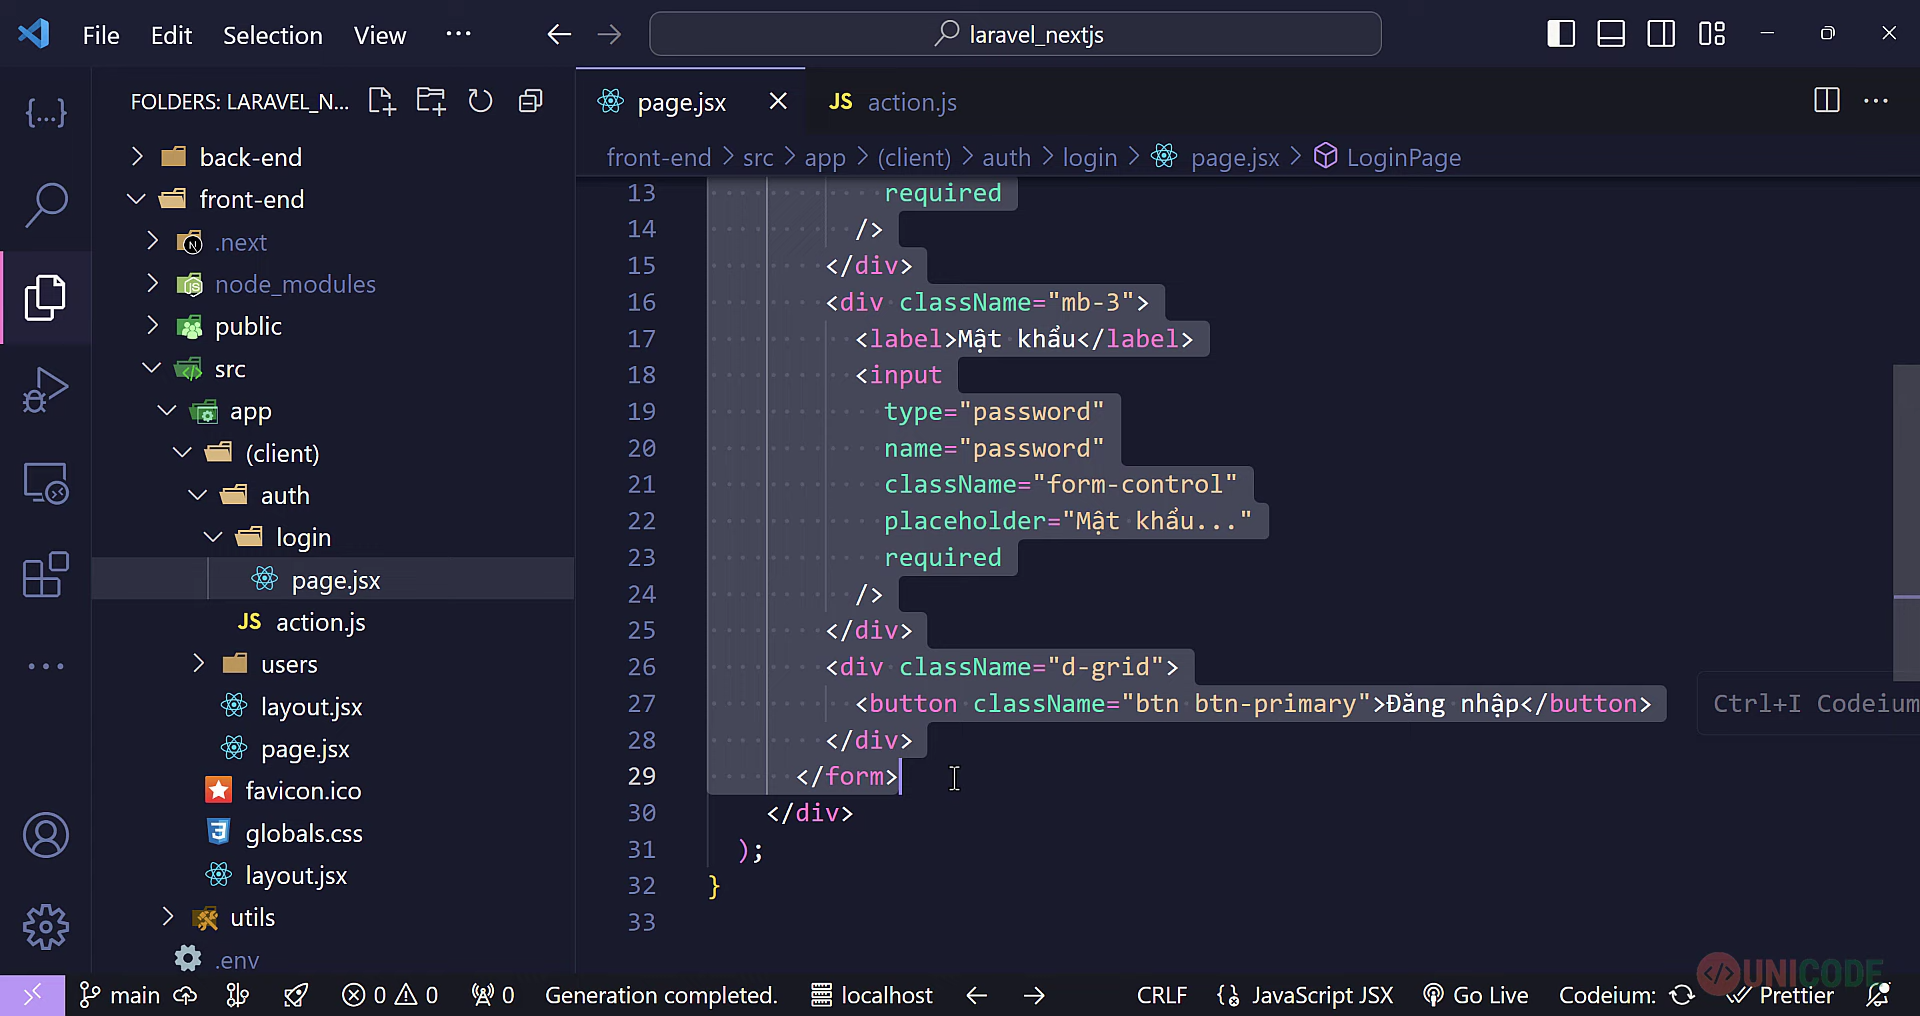 File Edit Selection View ··· laravel_nextjs
FOLDERS: LARAVEL_N...
back-end
front-end
.next
node_modules
public
src
app
(client)
auth
login
page.jsx
JS action.js
users
layout.jsx
page.jsx
favicon.ico
globals.css
layout.jsx
utils
.env
page.jsx JS action.js
front-end > src > app > (client) > auth > login > page.jsx > LoginPage
13 required
14 />
15 </div>
16 <div className="mb-3">
17 <label>Mật khẩu</label>
18 <input
19 type="password"
20 name="password"
21 className="form-control"
22 placeholder="Mật khẩu..."
23 required
24 />
25 </div>
26 <div className="d-grid">
27 <button className="btn btn-primary">Đăng nhập</button>
28 </div>
29 </form>
30 </div>
31 );
32 }
33
Ctrl+I Codeium
UNICODE
main 0 0 0 Generation completed. localhost CRLF JavaScript JSX Go Live Codeium: Prettier